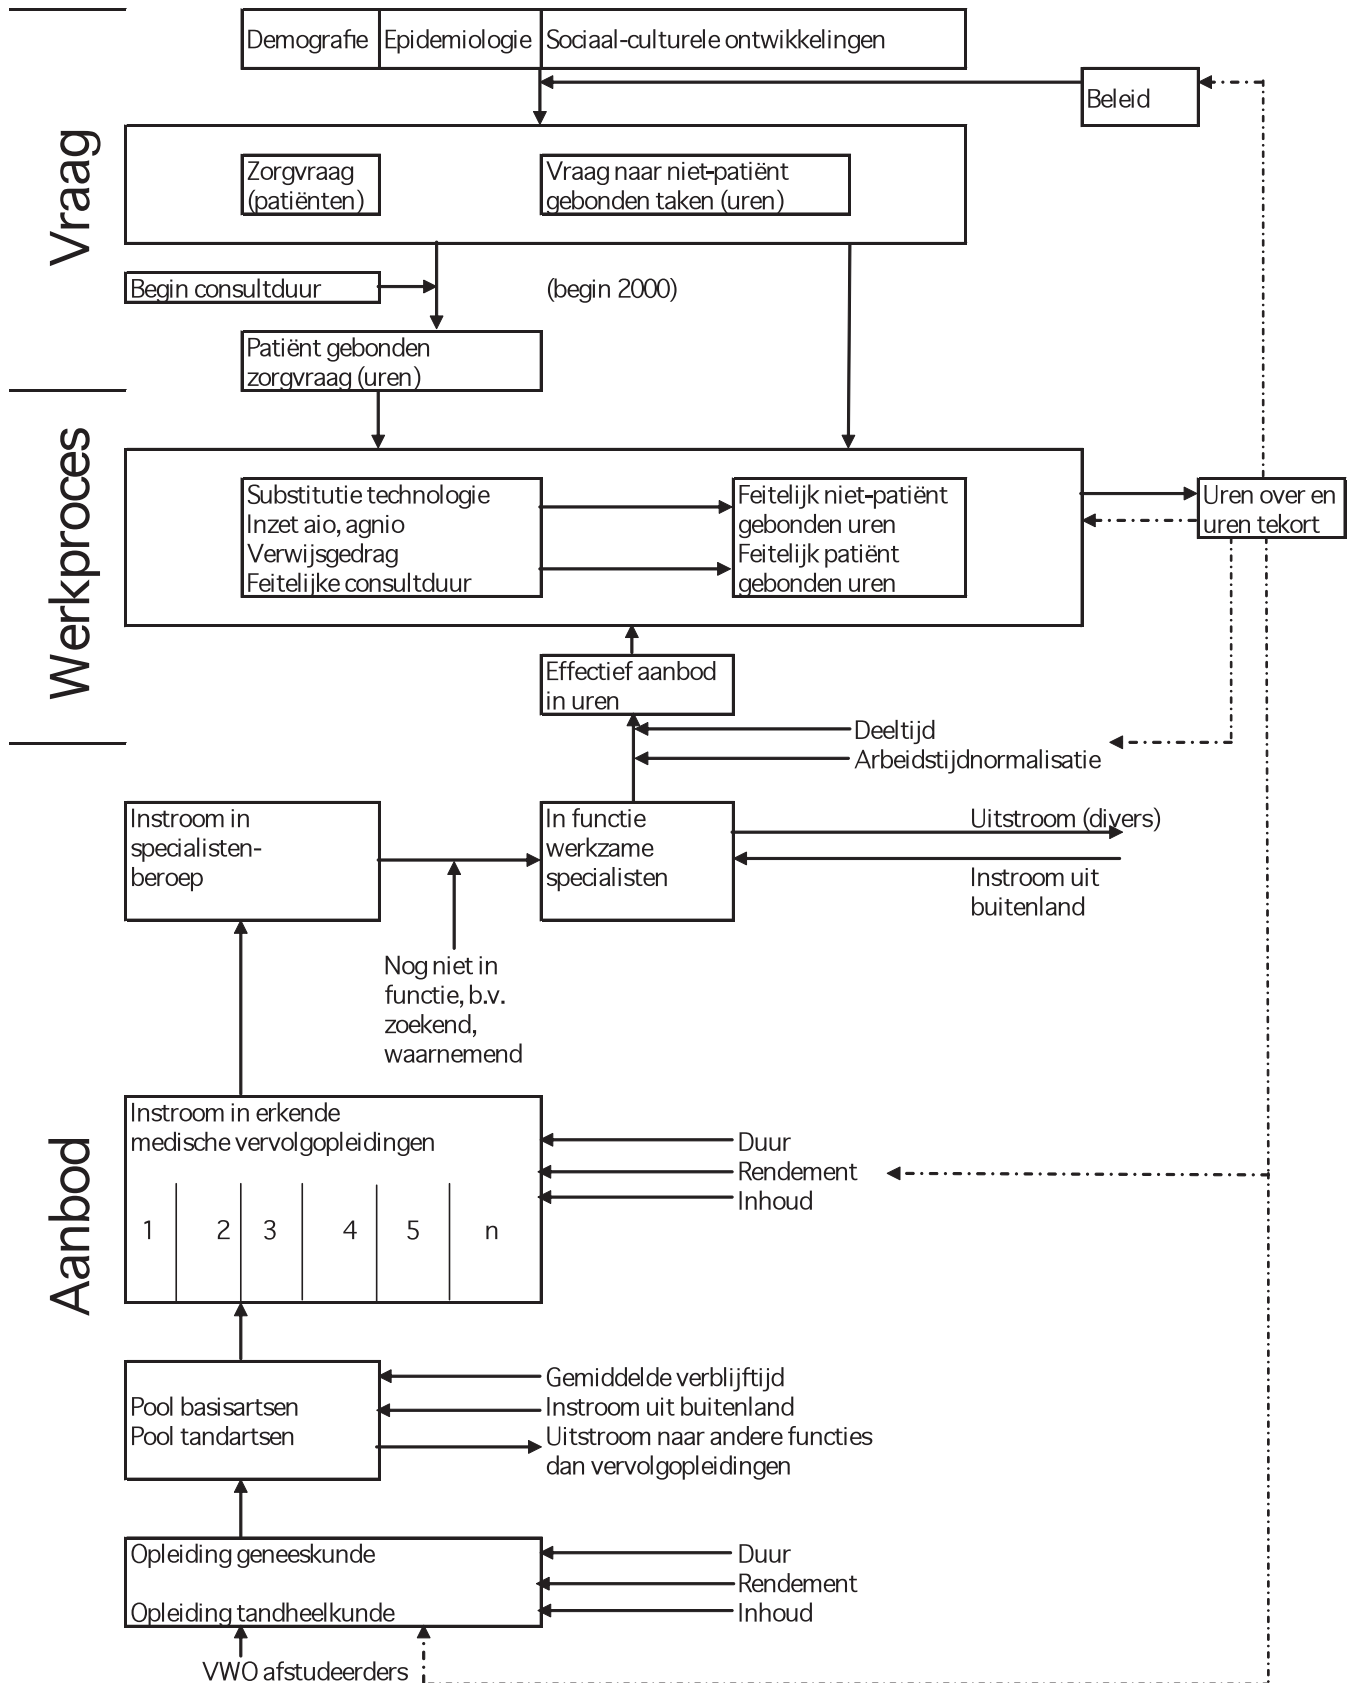 Vraag
Demografie
Epidemiologie
Sociaal-culturele ontwikkelingen
Beleid
Zorgvraag
(patiënten)
Vraag naar niet-patiënt
gebonden taken (uren)
Begin consultduur
(begin 2000)
Patiënt gebonden
zorgvraag (uren)
Werkproces
Substitutie technologie
Inzet aio, agnio
Verwijsgedrag
Feitelijke consultduur
Feitelijk niet-patiënt
gebonden uren
Feitelijk patiënt
gebonden uren
Uren over en
uren tekort
Effectief aanbod
in uren
Deeltijd
Arbeidstijdnormalisatie
Aanbod
Instroom in
specialisten-
beroep
In functie
werkzame
specialisten
Uitstroom (divers)
Instroom uit
buitenland
Nog niet in
functie, b.v.
zoekend,
waarnemend
Instroom in erkende
medische vervolgopleidingen
1 2 3 4 5 n
Duur
Rendement
Inhoud
Pool basisartsen
Pool tandartsen
Gemiddelde verblijftijd
Instroom uit buitenland
Uitstroom naar andere functies
dan vervolgopleidingen
Opleiding geneeskunde
Opleiding tandheelkunde
Duur
Rendement
Inhoud
VWO afstudeerders